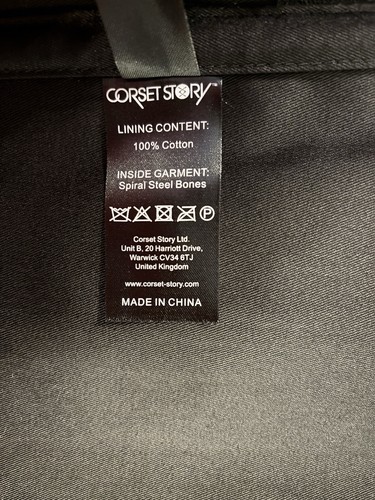 CORSET STORY™
LINING CONTENT:
100% Cotton
INSIDE GARMENT:
Spiral Steel Bones
P
Corset Story Ltd.
Unit B, 20 Harriott Drive,
Warwick CV34 6TJ
United Kingdom
www.corset-story.com
MADE IN CHINA